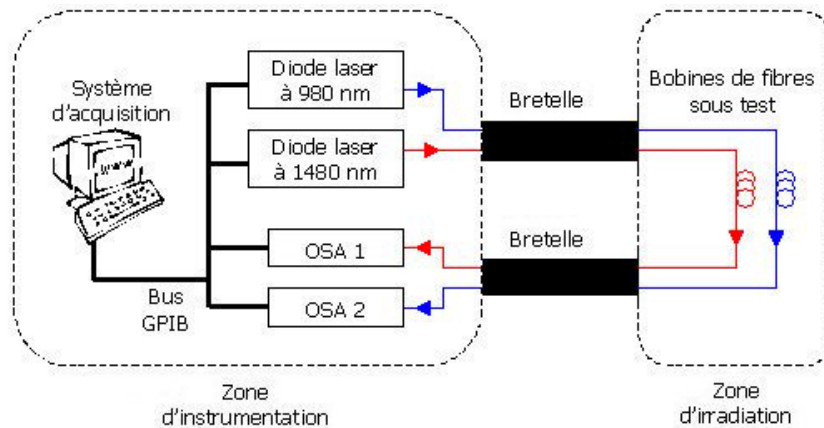 Système
d'acquisition
Diode laser
à 980 nm
Diode laser
à 1480 nm
OSA 1
OSA 2
Bus
GPIB
Bretelle
Bretelle
Bobines de fibres
sous test
Zone
d'instrumentation
Zone
d'irradiation